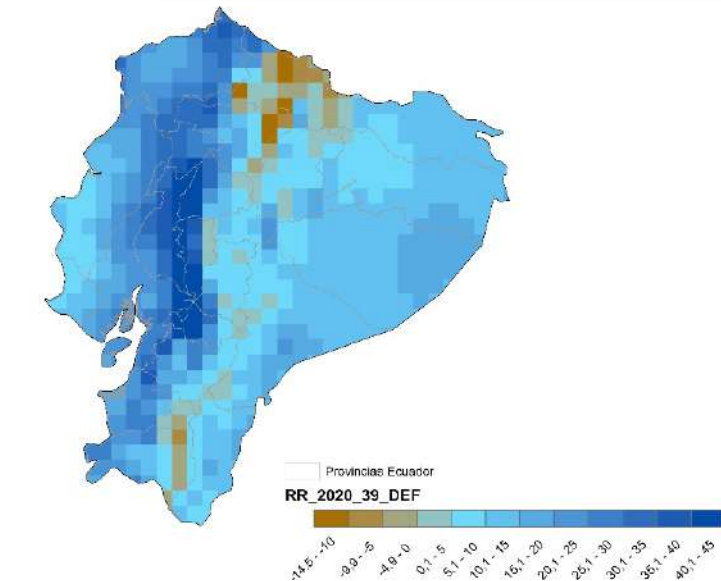 Provincias Ecuador
RR_2020_39_DEF
-14,5 - -10
-9,9 - -5
-4,9 - 0
0,1 - 5
5,1 - 10
10,1 - 15
15,1 - 20
20,1 - 25
25,1 - 30
30,1 - 35
35,1 - 40
40,1 - 45